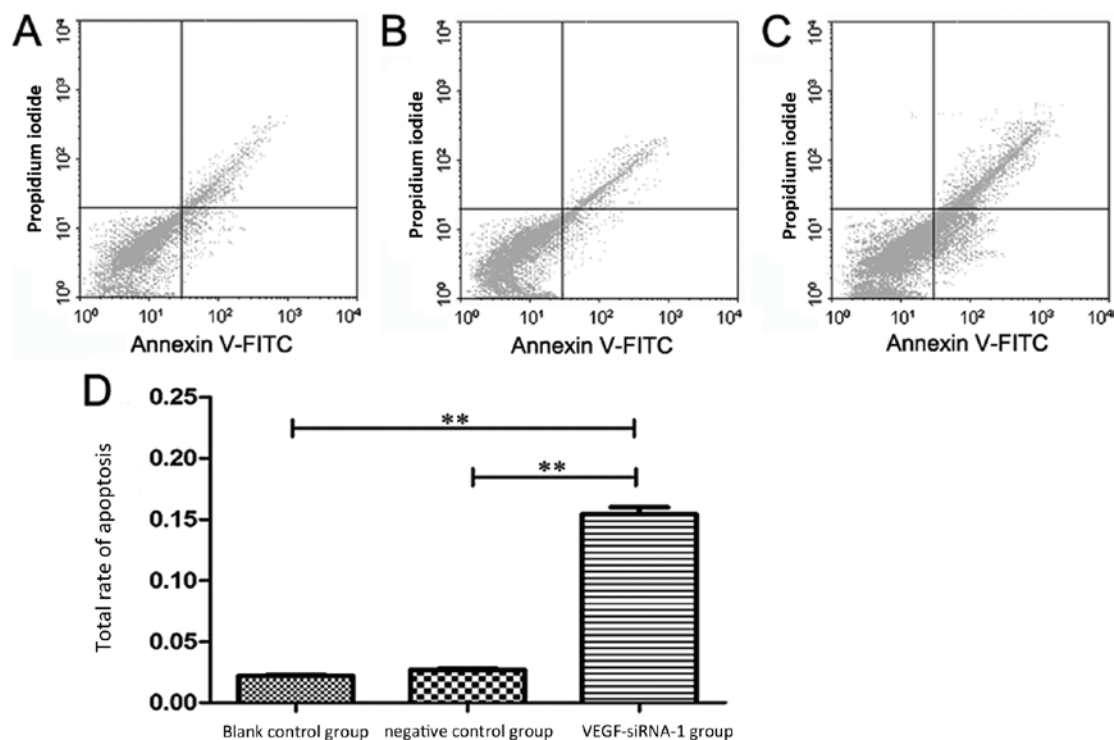 A
Propidium iodide
10⁴
10³
10²
10¹
10⁰
10⁰ 10¹ 10² 10³ 10⁴
Annexin V-FITC
B
Propidium iodide
10⁴
10³
10²
10¹
10⁰
10⁰ 10¹ 10² 10³ 10⁴
Annexin V-FITC
C
Propidium iodide
10⁴
10³
10²
10¹
10⁰
10⁰ 10¹ 10² 10³ 10⁴
Annexin V-FITC
D
Total rate of apoptosis
0.25
0.20
0.15
0.10
0.05
0.00
**
**
Blank control group negative control group VEGF-siRNA-1 group